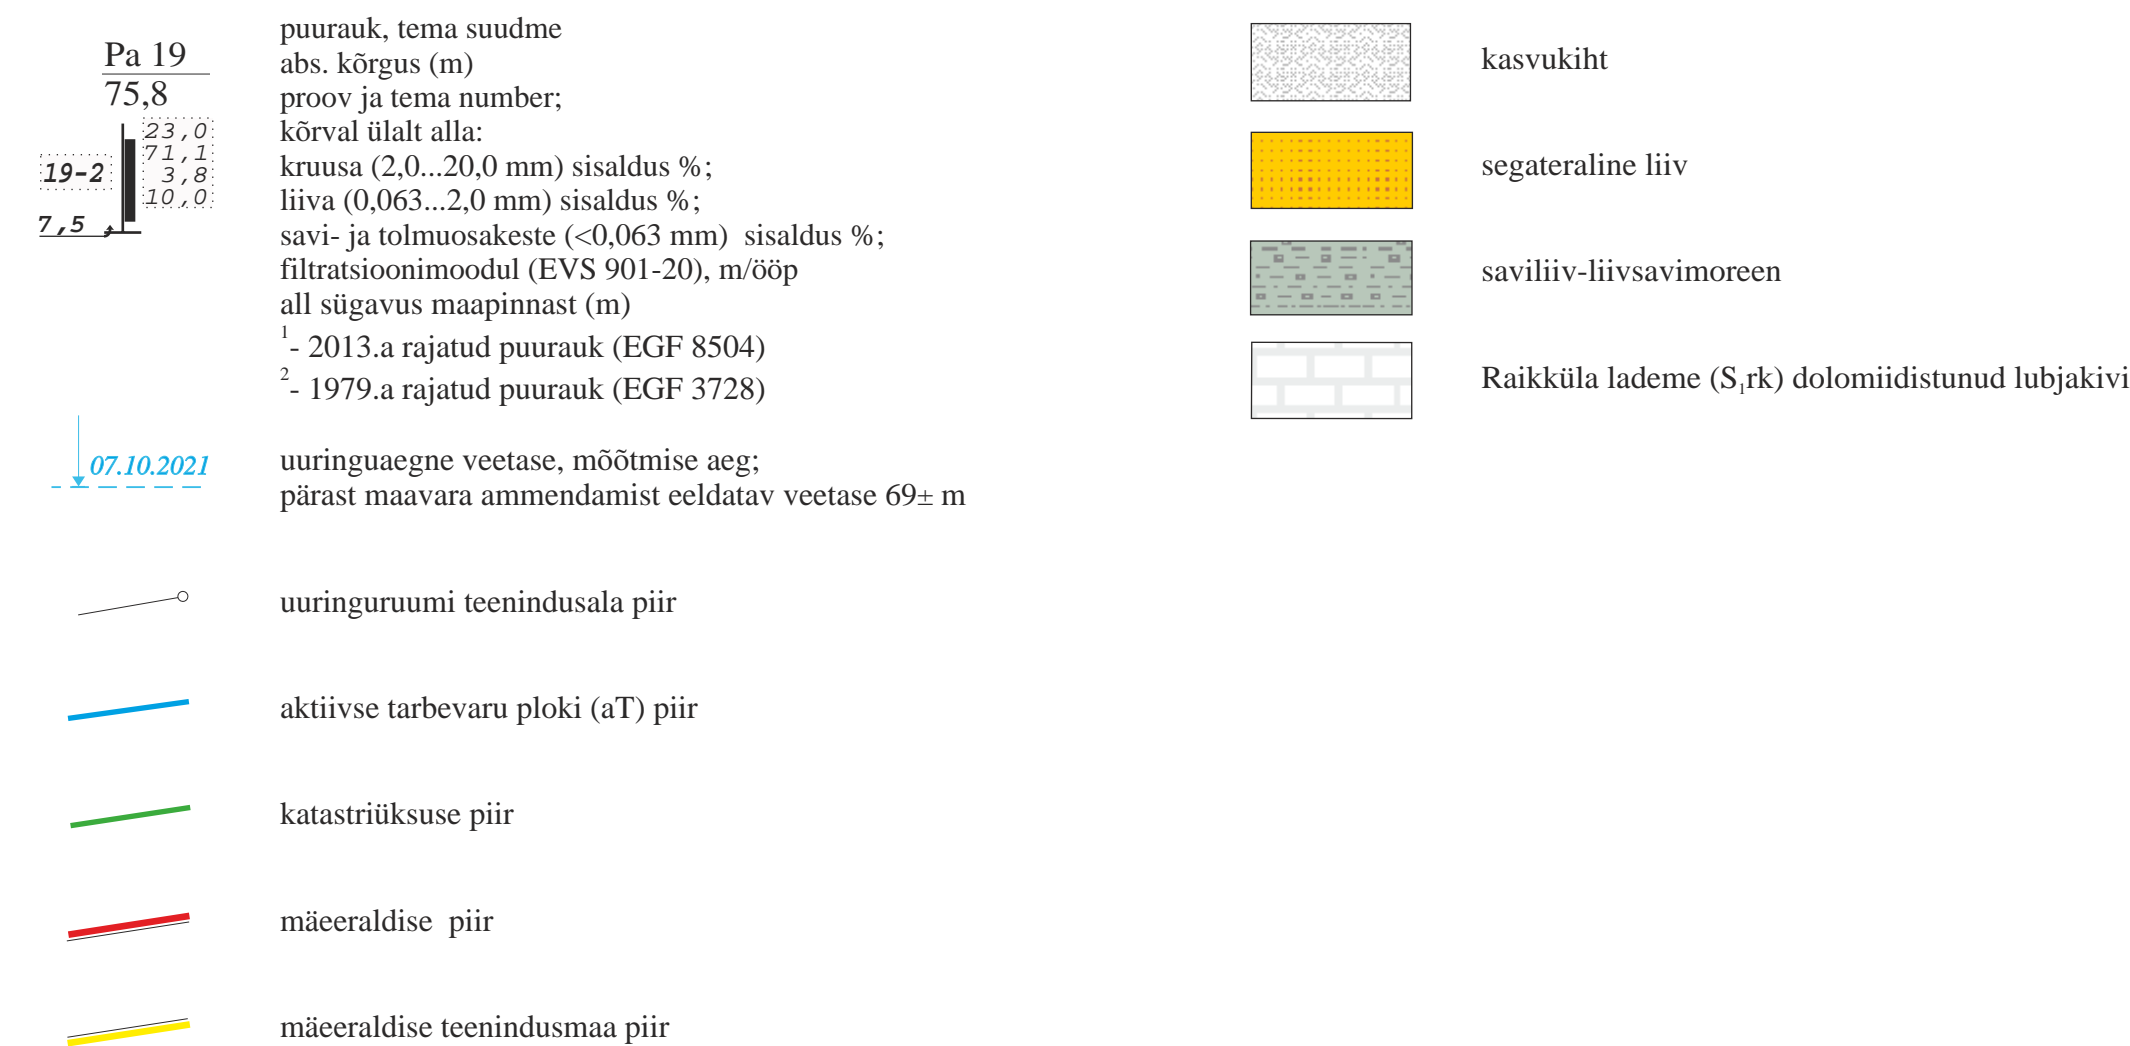 Pa 19
75,8
23,0
71,1
3,8
10,0
19-2
7,5
puurauk, tema suudme
abs. kõrgus (m)
proov ja tema number;
kõrval ülalt alla:
kruusa (2,0...20,0 mm) sisaldus %;
liiva (0,063...2,0 mm) sisaldus %;
savi- ja tolmuosakeste (<0,063 mm) sisaldus %;
filtratsioonimoodul (EVS 901-20), m/ööp
all sügavus maapinnast (m)
¹- 2013.a rajatud puurauk (EGF 8504)
²- 1979.a rajatud puurauk (EGF 3728)
07.10.2021
uuringuaegne veetase, mõõtmise aeg;
pärast maavara ammendamist eeldatav veetase 69± m
uuringuruumi teenindusala piir
aktiivse tarbevaru ploki (aT) piir
katastriüksuse piir
mäeeraldise piir
mäeeraldise teenindusmaa piir
kasvukiht
segateraline liiv
saviliiv-liivsavimoreen
Raikküla lademe (S₁rk) dolomiidistunud lubjakivi